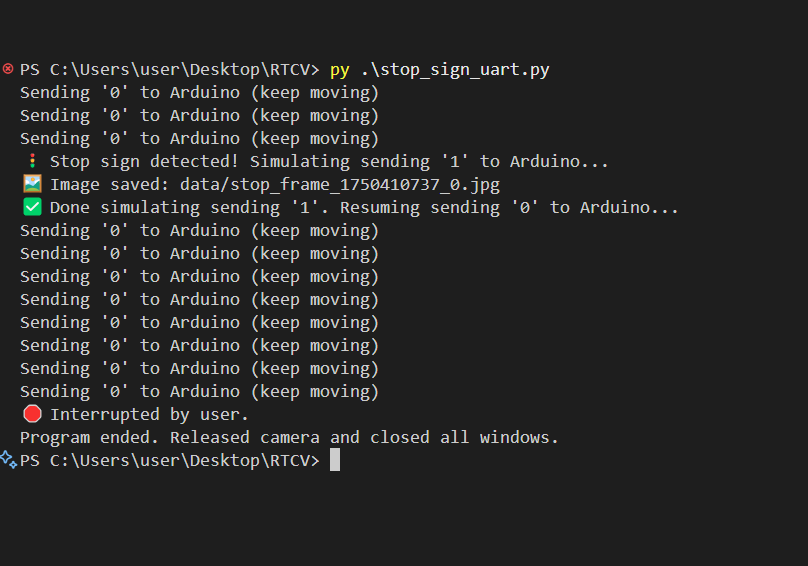 PS C:\Users\user\Desktop\RTCV> py .\stop_sign_uart.py
Sending '0' to Arduino (keep moving)
Sending '0' to Arduino (keep moving)
Sending '0' to Arduino (keep moving)
🚦 Stop sign detected! Simulating sending '1' to Arduino...
🖼️ Image saved: data/stop_frame_1750410737_0.jpg
✅ Done simulating sending '1'. Resuming sending '0' to Arduino...
Sending '0' to Arduino (keep moving)
Sending '0' to Arduino (keep moving)
Sending '0' to Arduino (keep moving)
Sending '0' to Arduino (keep moving)
Sending '0' to Arduino (keep moving)
Sending '0' to Arduino (keep moving)
Sending '0' to Arduino (keep moving)
Sending '0' to Arduino (keep moving)
🛑 Interrupted by user.
Program ended. Released camera and closed all windows.
PS C:\Users\user\Desktop\RTCV>